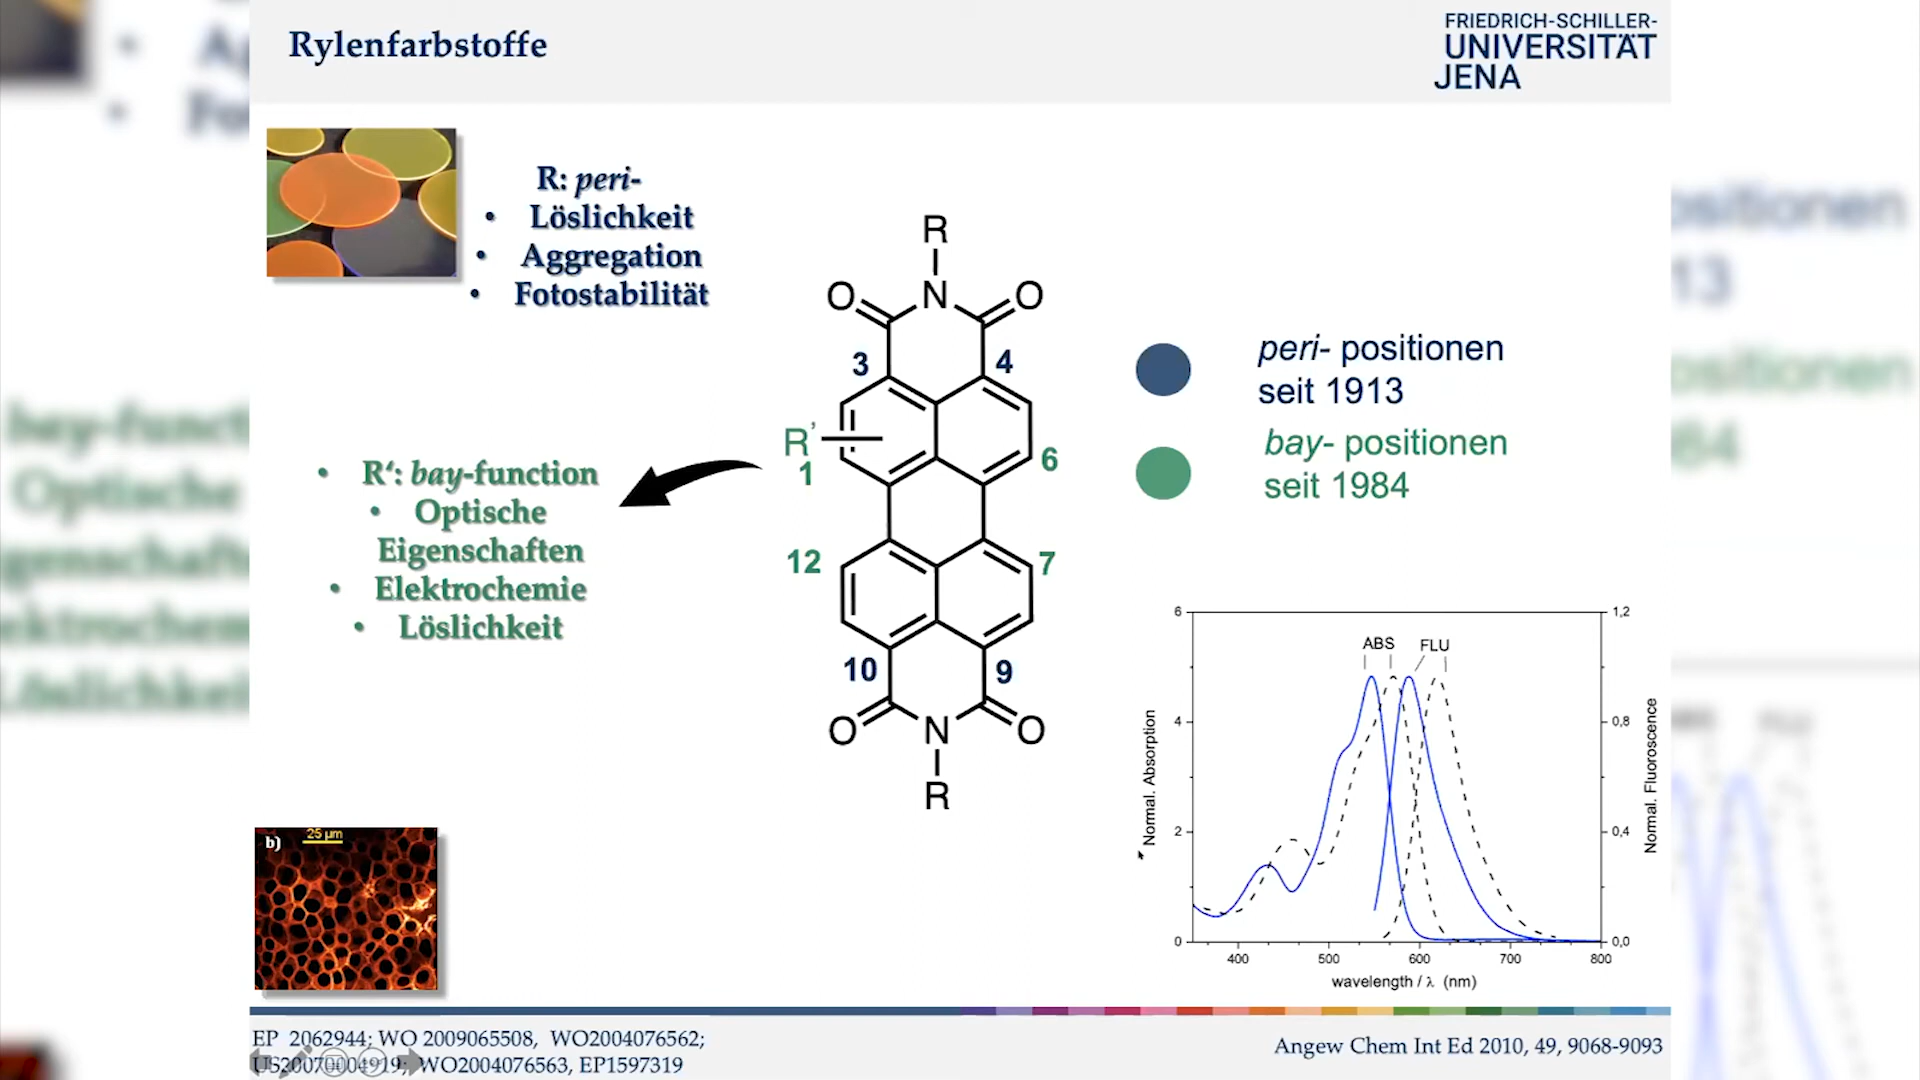 Rylenfarbstoffe
FRIEDRICH-SCHILLER-
UNIVERSITÄT
JENA
R: peri-
• Löslichkeit
• Aggregation
• Fotostabilität
• R‘: bay-function
• Optische
Eigenschaften
• Elektrochemie
• Löslichkeit
R
O N O
3 4
R’
1 6
12 7
10 9
O N O
R
peri- positionen
seit 1913
bay- positionen
seit 1984
ABS FLU
Normal. Absorption
6
4
2
0
Normal. Fluoroscence
1,2
0,8
0,4
0,0
400 500 600 700 800
wavelength / λ (nm)
b) 25 µm
EP 2062944; WO 2009065508, WO2004076562;
US20070004919; WO2004076563, EP1597319
Angew Chem Int Ed 2010, 49, 9068-9093